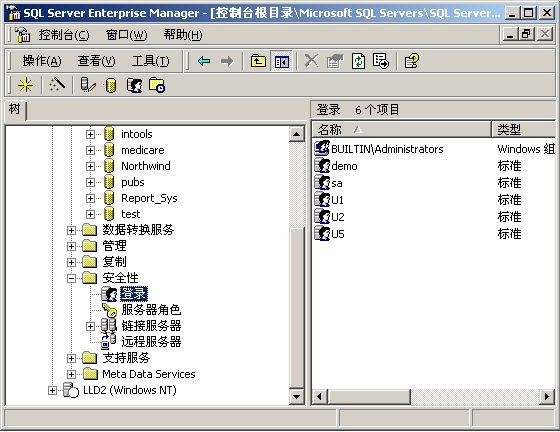 SQL Server Enterprise Manager - [控制台根目录\Microsoft SQL Servers\SQL Server...
控制台(C) 窗口(W) 帮助(H)
操作(A) 查看(V) 工具(T)
树
intools
medicare
Northwind
pubs
Report_Sys
test
数据转换服务
管理
复制
安全性
登录
服务器角色
链接服务器
远程服务器
支持服务
Meta Data Services
LLD2 (Windows NT)
登录 6 个项目
名称 类型
BUILTIN\Administrators Windows 组
demo 标准
sa 标准
U1 标准
U2 标准
U5 标准